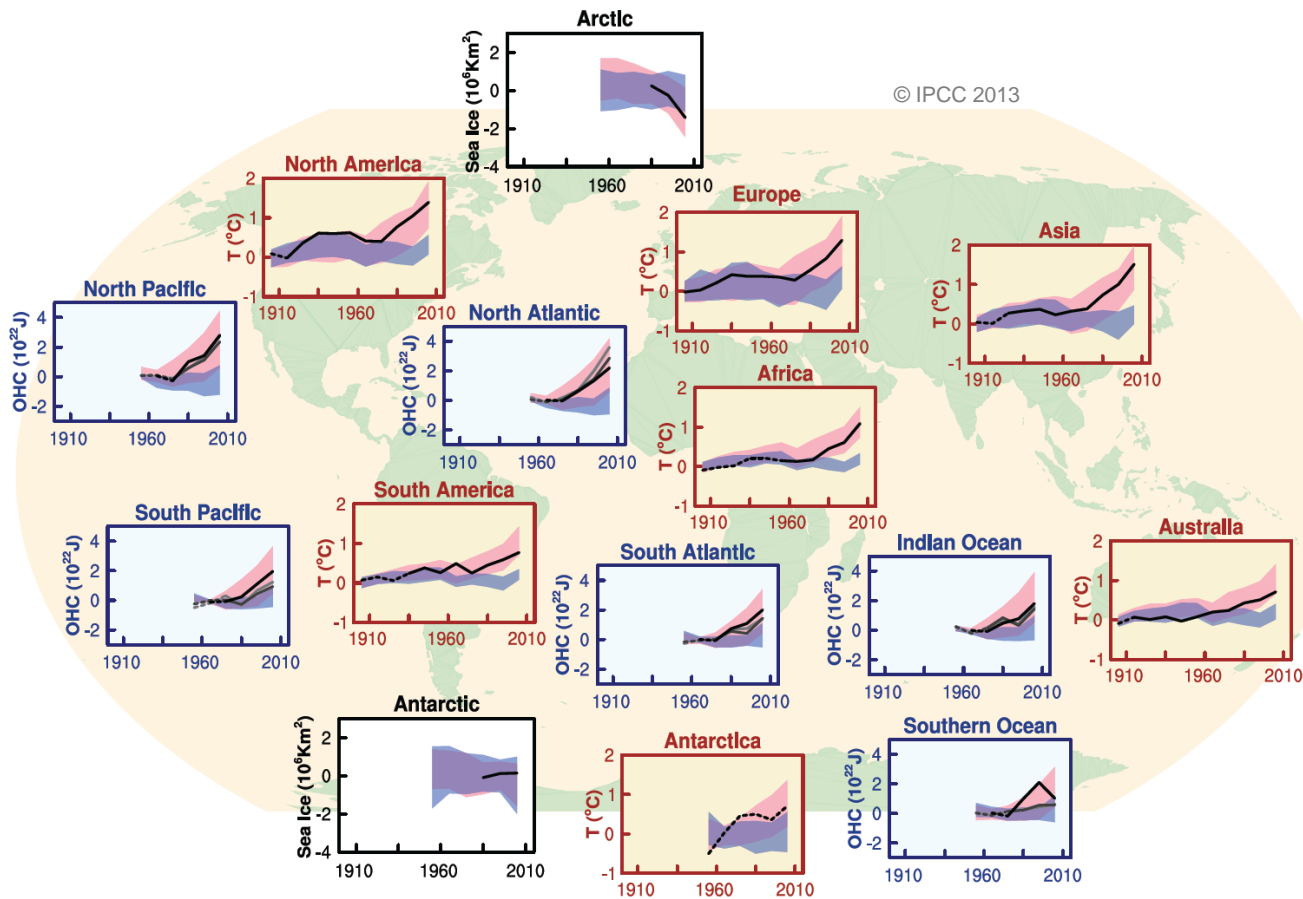 Arctic
Sea Ice (10⁶Km²)
2
0
-2
-4
1910 1960 2010
© IPCC 2013
North America
T (°C)
2
1
0
-1
1910 1960 2010
Europe
T (°C)
2
1
0
-1
1910 1960 2010
Asia
T (°C)
2
1
0
-1
1910 1960 2010
North Pacific
OHC (10²²J)
4
2
0
-2
1910 1960 2010
North Atlantic
OHC (10²²J)
4
2
0
-2
1910 1960 2010
Africa
T (°C)
2
1
0
-1
1910 1960 2010
South America
T (°C)
2
1
0
-1
1910 1960 2010
South Pacific
OHC (10²²J)
4
2
0
-2
1910 1960 2010
South Atlantic
OHC (10²²J)
4
2
0
-2
1910 1960 2010
Indian Ocean
OHC (10²²J)
4
2
0
-2
1910 1960 2010
Australia
T (°C)
2
1
0
-1
1910 1960 2010
Antarctic
Sea Ice (10⁶Km²)
2
0
-2
-4
1910 1960 2010
Antarctica
T (°C)
2
1
0
-1
1910 1960 2010
Southern Ocean
OHC (10²²J)
4
2
0
-2
1910 1960 2010